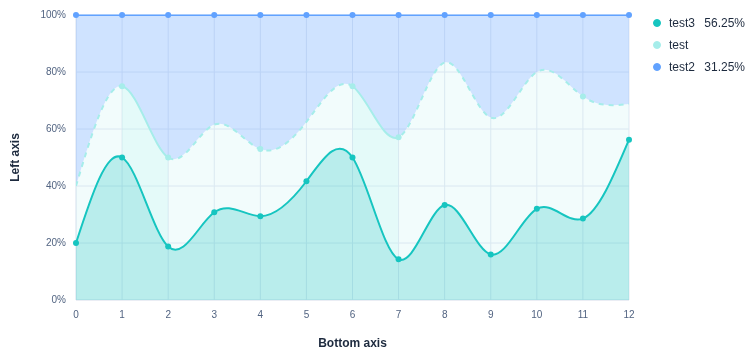 100%
80%
60%
40%
20%
0%
Left axis
0 1 2 3 4 5 6 7 8 9 10 11 12
Bottom axis
test3 56.25%
test
test2 31.25%